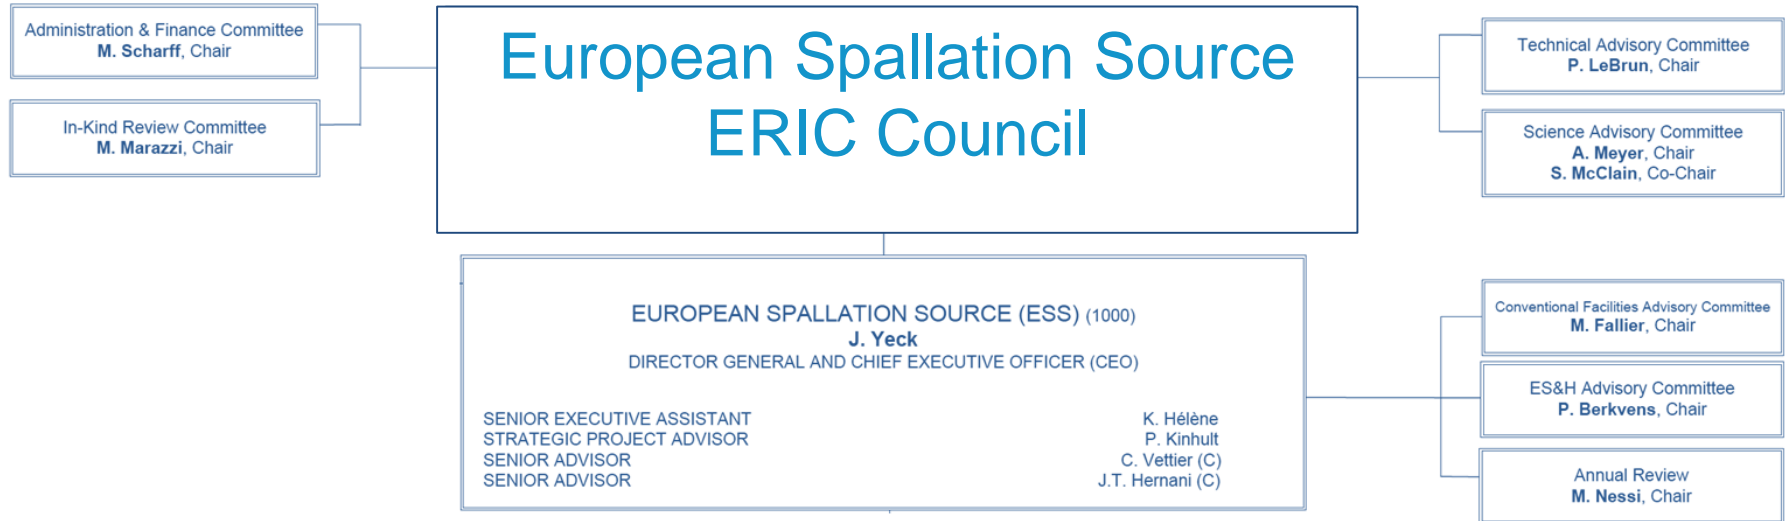 Administration & Finance Committee
M. Scharff, Chair
In-Kind Review Committee
M. Marazzi, Chair
European Spallation Source
ERIC Council
Technical Advisory Committee
P. LeBrun, Chair
Science Advisory Committee
A. Meyer, Chair
S. McClain, Co-Chair
EUROPEAN SPALLATION SOURCE (ESS) (1000)
J. Yeck
DIRECTOR GENERAL AND CHIEF EXECUTIVE OFFICER (CEO)
SENIOR EXECUTIVE ASSISTANT K. Hélène
STRATEGIC PROJECT ADVISOR P. Kinhult
SENIOR ADVISOR C. Vettier (C)
SENIOR ADVISOR J.T. Hernani (C)
Conventional Facilities Advisory Committee
M. Fallier, Chair
ES&H Advisory Committee
P. Berkvens, Chair
Annual Review
M. Nessi, Chair